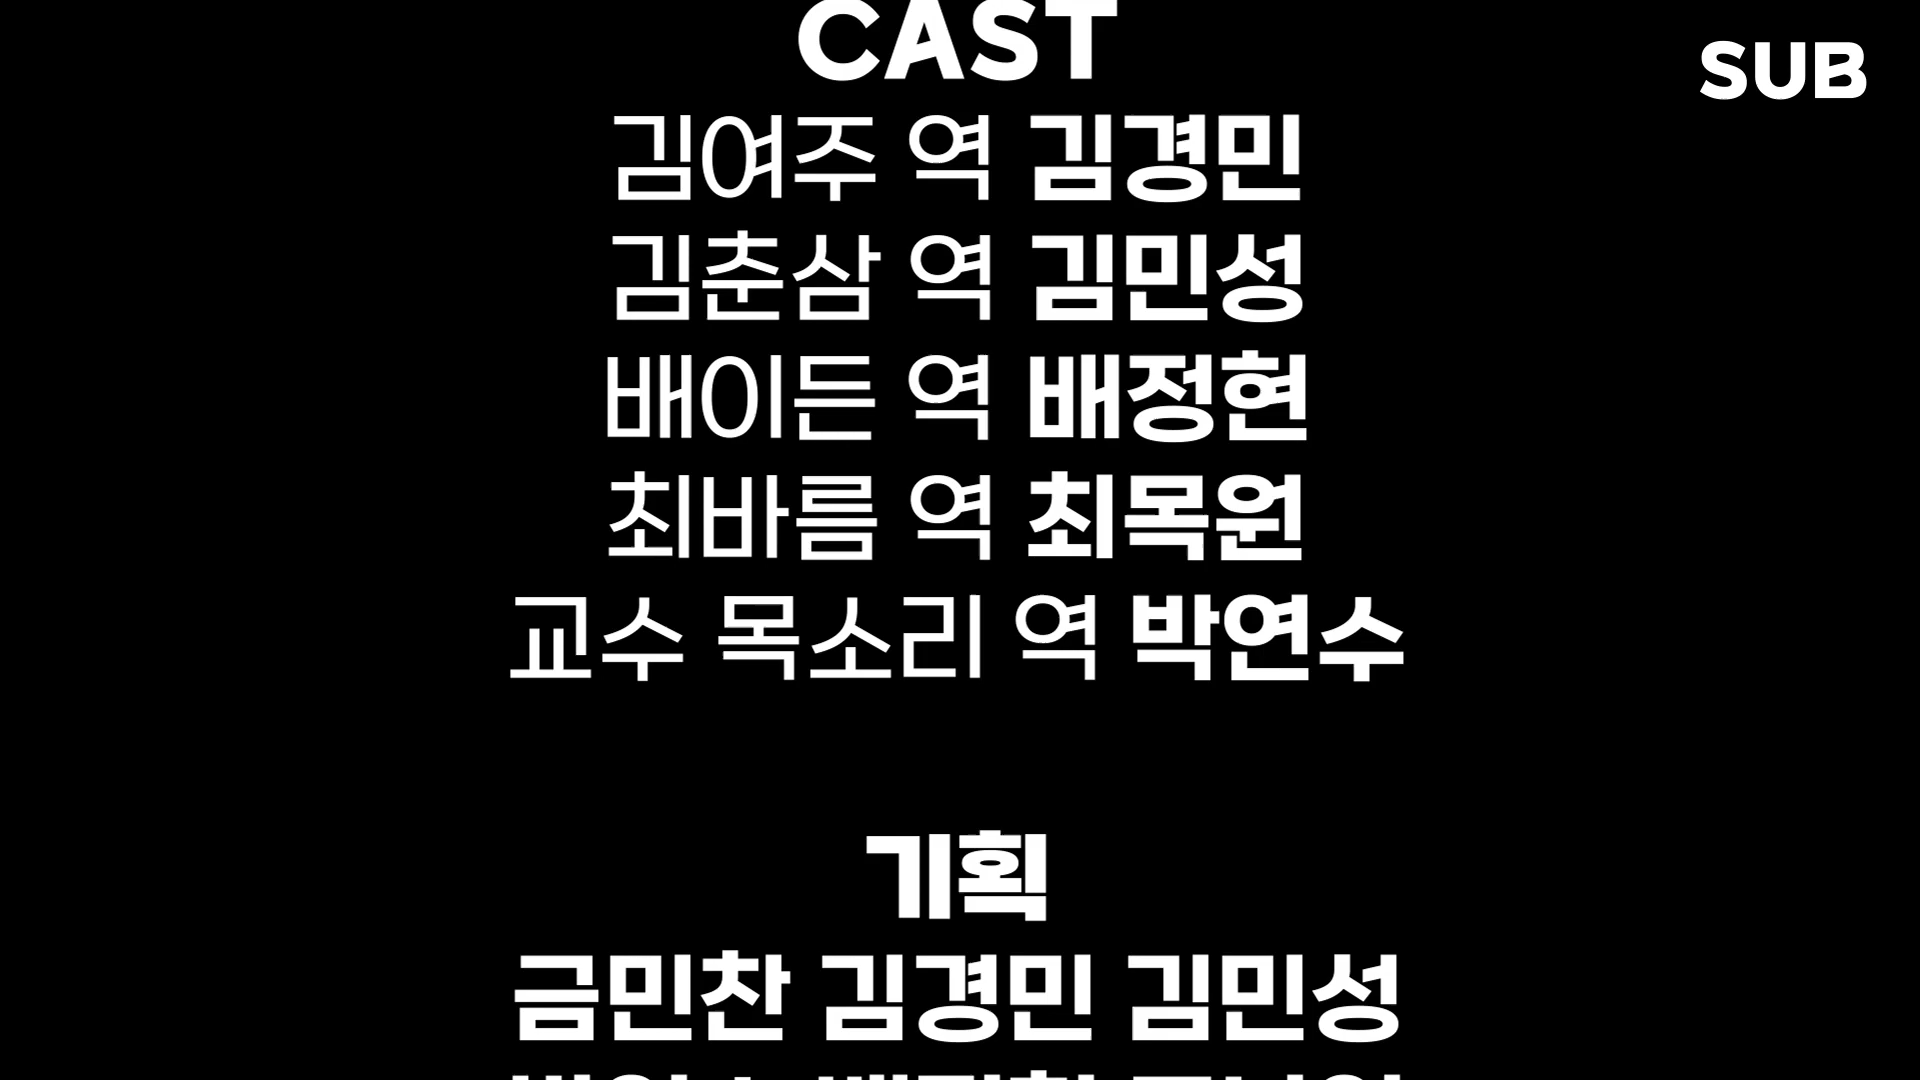 CAST
SUB
김여주 역 김경민
김춘삼 역 김민성
배이든 역 배정현
최바름 역 최목원
교수 목소리 역 박연수
기획
금민찬 김경민 김민성